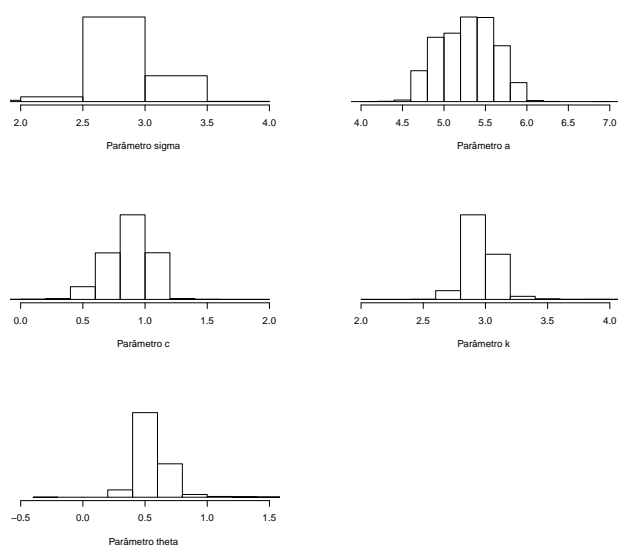 2.0 2.5 3.0 3.5 4.0
Parâmetro sigma
4.0 4.5 5.0 5.5 6.0 6.5 7.0
Parâmetro a
0.0 0.5 1.0 1.5 2.0
Parâmetro c
2.0 2.5 3.0 3.5 4.0
Parâmetro k
−0.5 0.0 0.5 1.0 1.5
Parâmetro theta